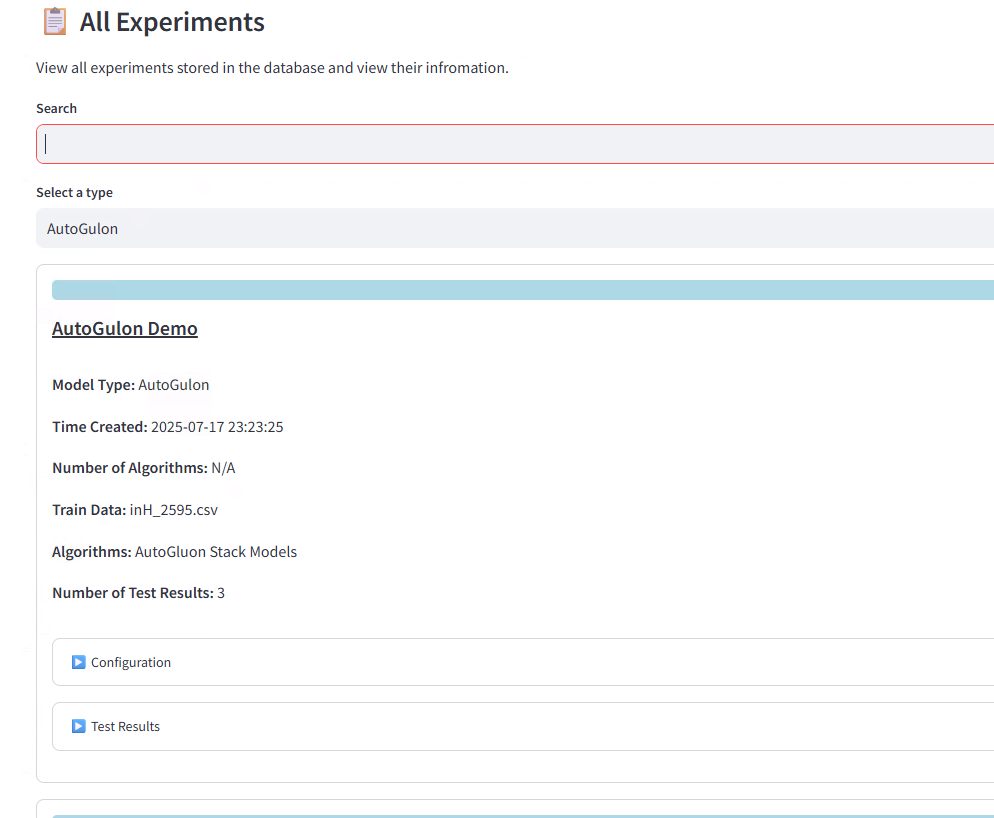 All Experiments
View all experiments stored in the database and view their infromation.
Search
Select a type
AutoGulon
AutoGulon Demo
Model Type: AutoGulon
Time Created: 2025-07-17 23:23:25
Number of Algorithms: N/A
Train Data: inH_2595.csv
Algorithms: AutoGluon Stack Models
Number of Test Results: 3
Configuration
Test Results